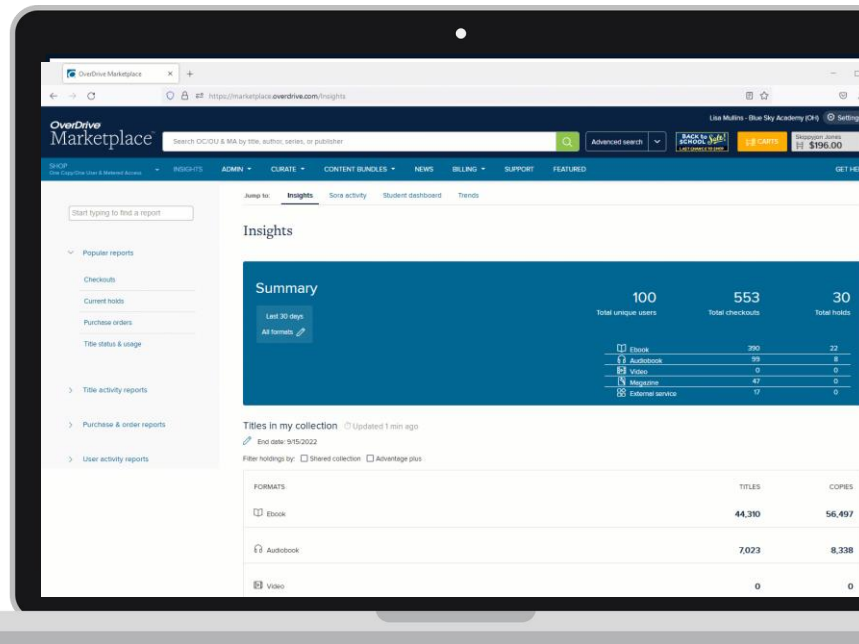 OverDrive Marketplace
https://marketplace.overdrive.com/Insights
Lisa Mullins - Blue Sky Academy (OH) Setting
OverDrive
Marketplace
Search OC/OU & MA by title, author, series, or publisher
Advanced search
BACK to
SCHOOL Sale!
LAST CHANCE TO SHOP
CARTS
Skippyjon Jones
$196.00
SHOP
One Copy/One User & Metered Access
INSIGHTS
ADMIN
CURATE
CONTENT BUNDLES
NEWS
BILLING
SUPPORT
FEATURED
GET HE
Jump to: Insights Sora activity Student dashboard Trends
Start typing to find a report
Popular reports
Checkouts
Current holds
Purchase orders
Title status & usage
Title activity reports
Purchase & order reports
User activity reports
Insights
Summary
Last 30 days
All formats
100 553 30
Total unique users Total checkouts Total holds
Ebook 390 22
Audiobook 99 8
Video 0 0
Magazine 47 0
External service 17 0
Titles in my collection Updated 1 min ago
End date: 9/15/2022
Filter holdings by: Shared collection Advantage plus
FORMATS TITLES COPIES
Ebook 44,310 56,497
Audiobook 7,023 8,338
Video 0 0